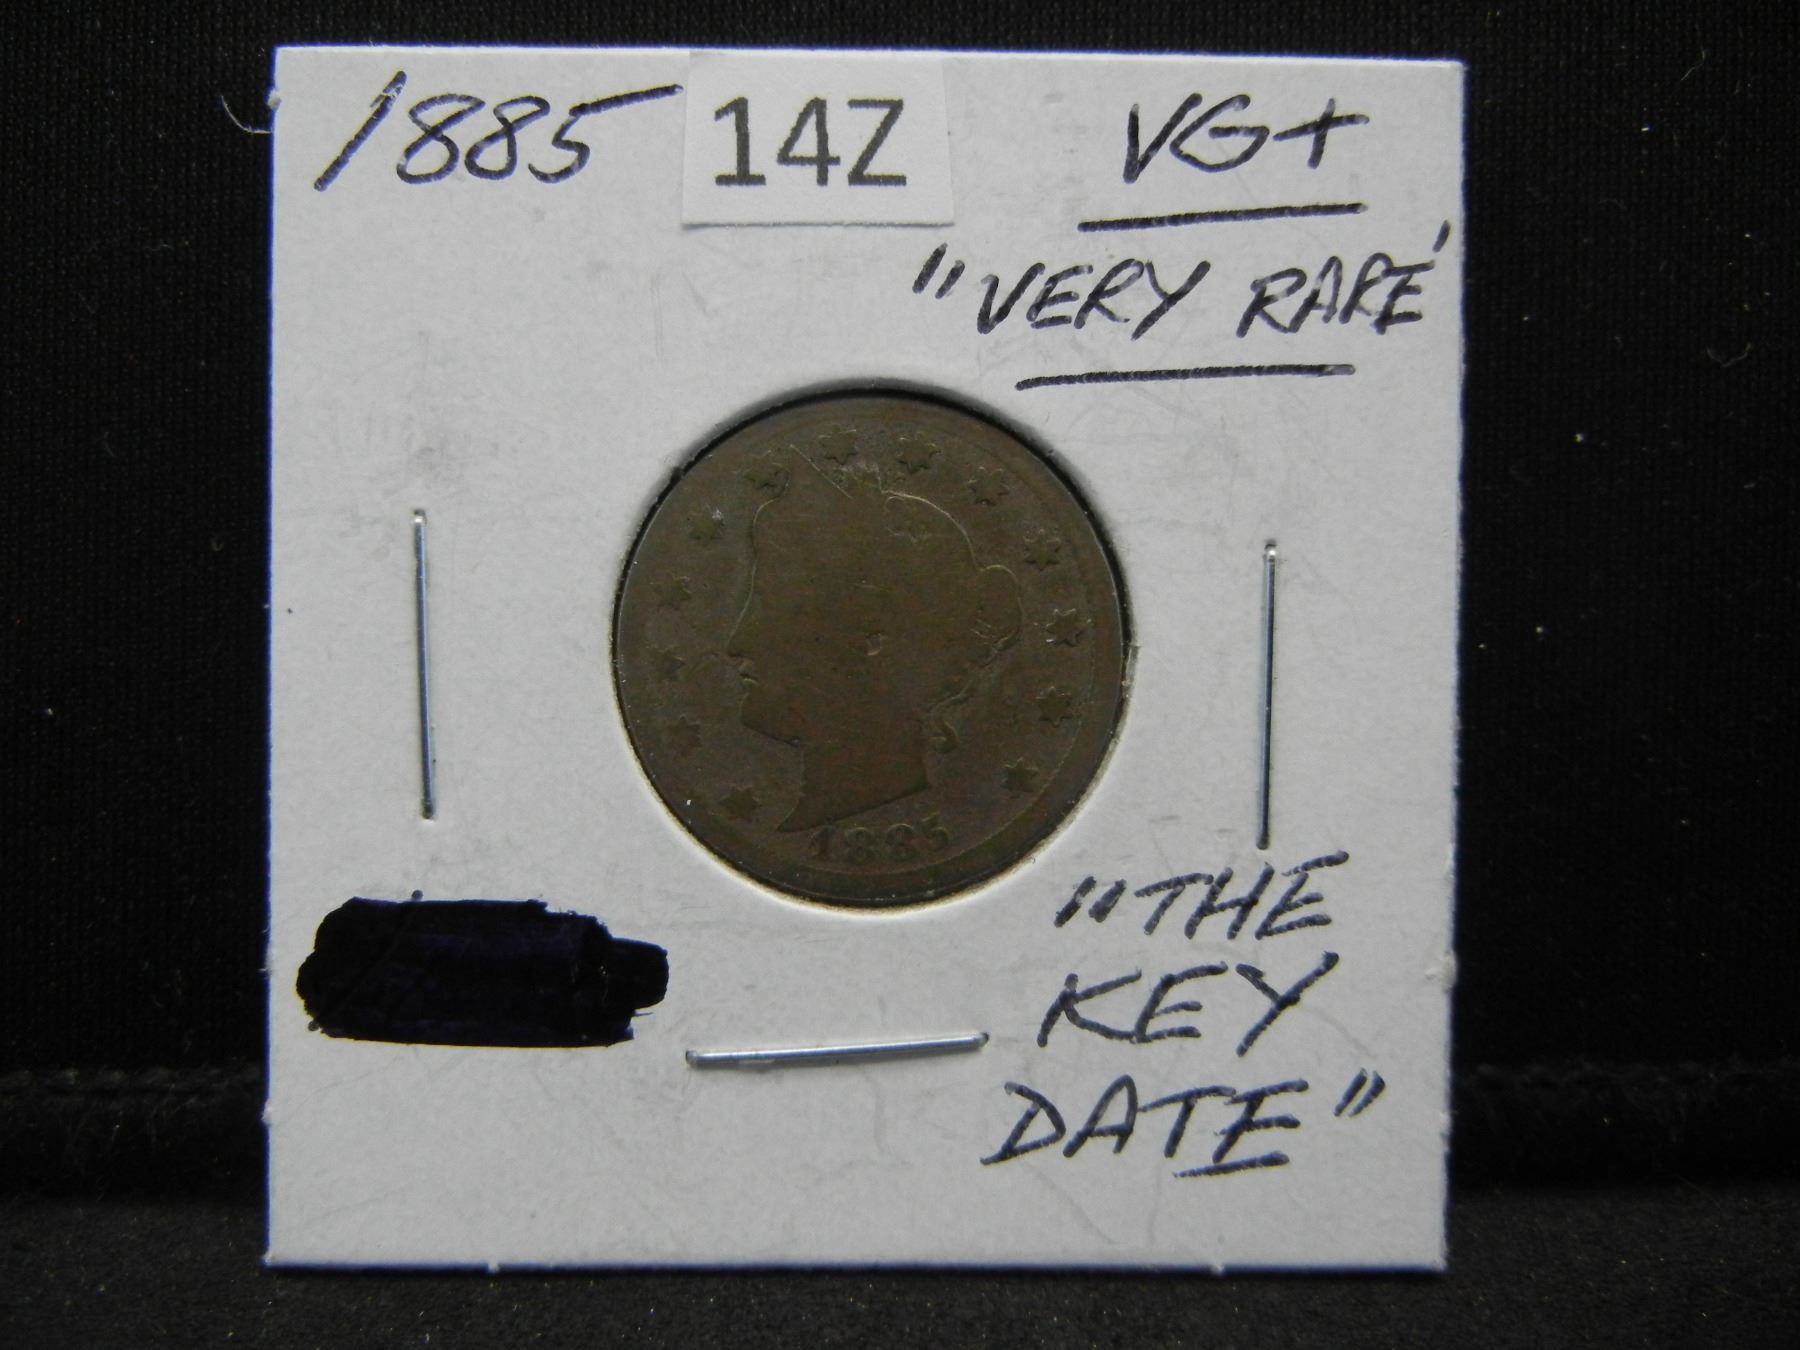 1885 14Z VG+
"VERY RARE'
1885
"THE
KEY
DATE"